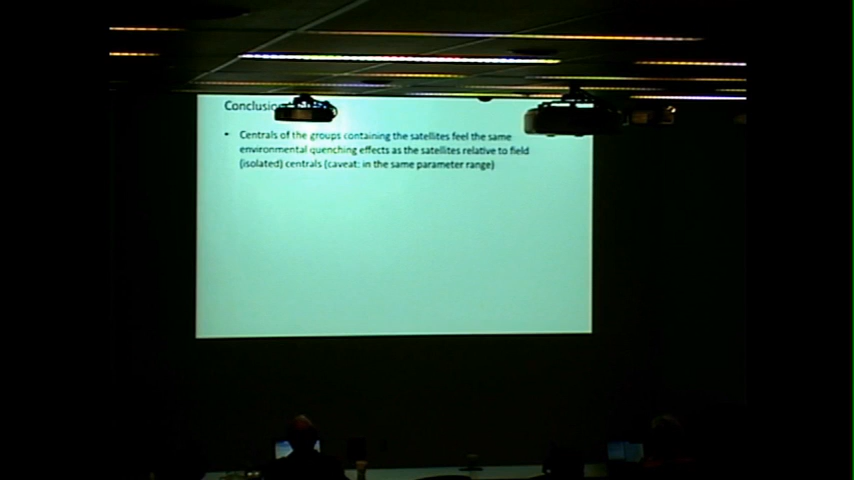 Conclusio
• Centrals of the groups containing the satellites feel the same
environmental quenching effects as the satellites relative to field
(isolated) centrals (caveat: in the same parameter range)